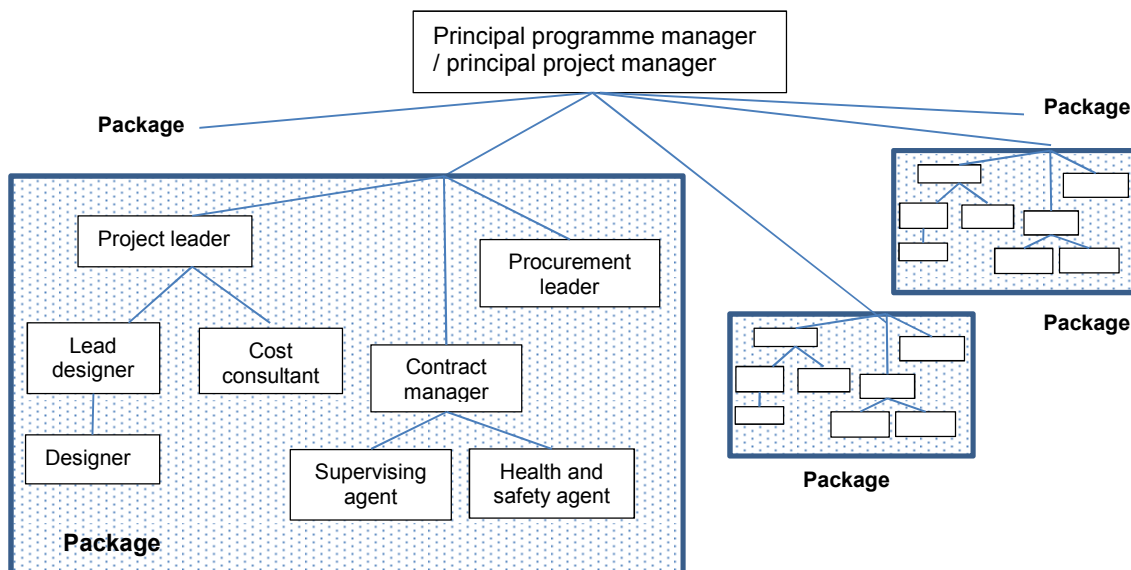 Principal programme manager
/ principal project manager
Package
Package
Project leader
Procurement
leader
Lead
designer
Cost
consultant
Contract
manager
Designer
Supervising
agent
Health and
safety agent
Package
Package
Package